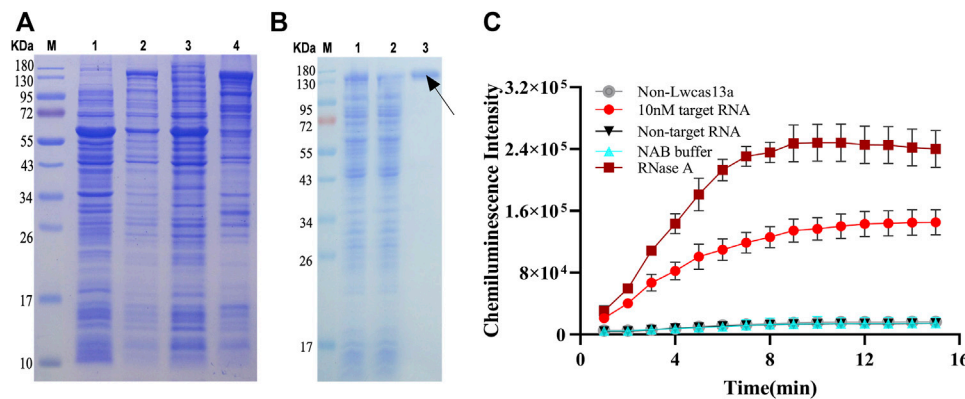 A
KDa M 1 2 3 4
180
130
95
72
55
43
34
26
17
10
B
KDa M 1 2 3
180
130
95
72
55
43
34
26
17
C
Chemiluminescence Intensity
3.2×10⁵
2.4×10⁵
1.6×10⁵
8×10⁴
0
Non-Lwcas13a
10nM target RNA
Non-target RNA
NAB buffer
RNase A
0 4 8 12 16
Time(min)